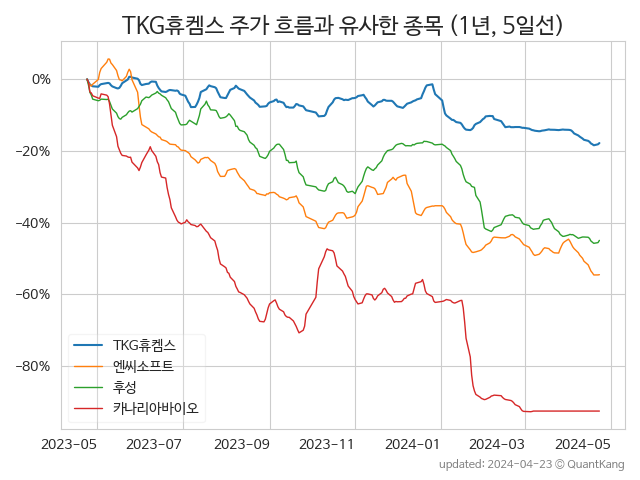 TKG휴켐스 주가 흐름과 유사한 종목 (1년, 5일선)
0%
−20%
−40%
−60%
−80%
TKG휴켐스
엔씨소프트
후성
카나리아바이오
2023-05
2023-07
2023-09
2023-11
2024-01
2024-03
2024-05
updated: 2024-04-23 © QuantKang